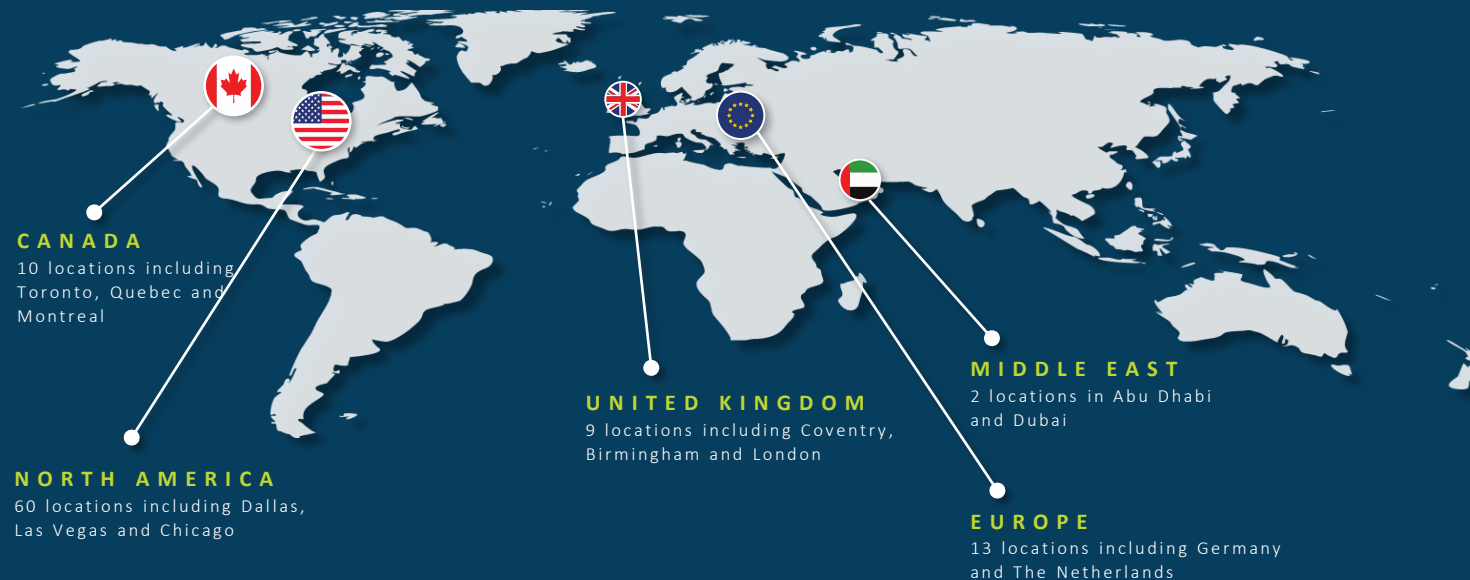 CANADA
10 locations including
Toronto, Quebec and
Montreal
NORTH AMERICA
60 locations including Dallas,
Las Vegas and Chicago
UNITED KINGDOM
9 locations including Coventry,
Birmingham and London
MIDDLE EAST
2 locations in Abu Dhabi
and Dubai
EUROPE
13 locations including Germany
and The Netherlands